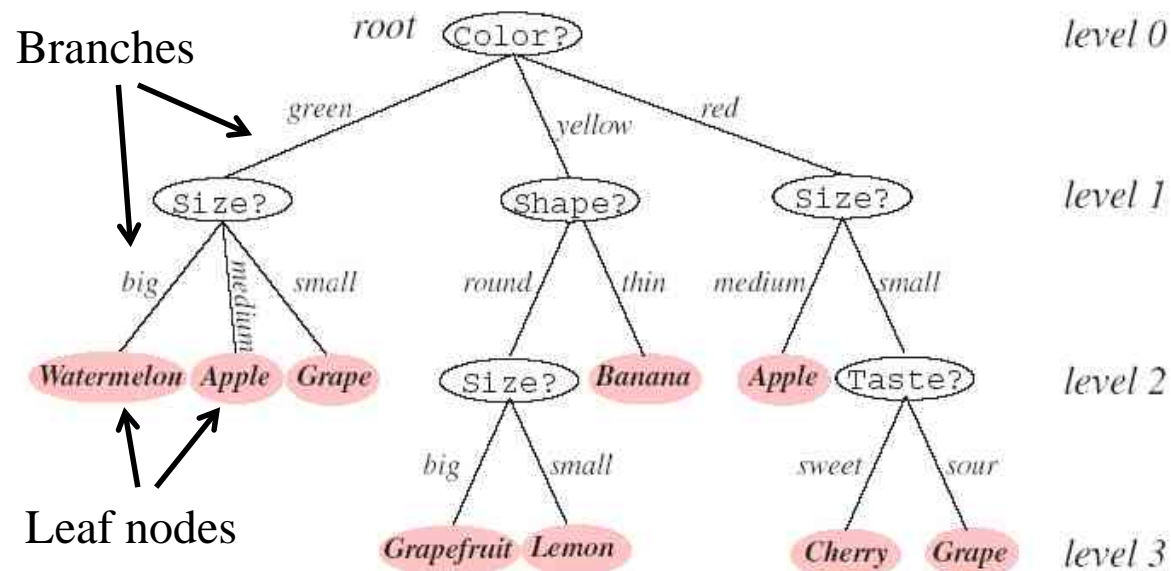 root Color? level 0
Branches
green yellow red
Size? Shape? Size? level 1
big medium small round thin medium small
Watermelon Apple Grape Size? Banana Apple Taste? level 2
big small sweet sour
Leaf nodes
Grapefruit Lemon Cherry Grape level 3